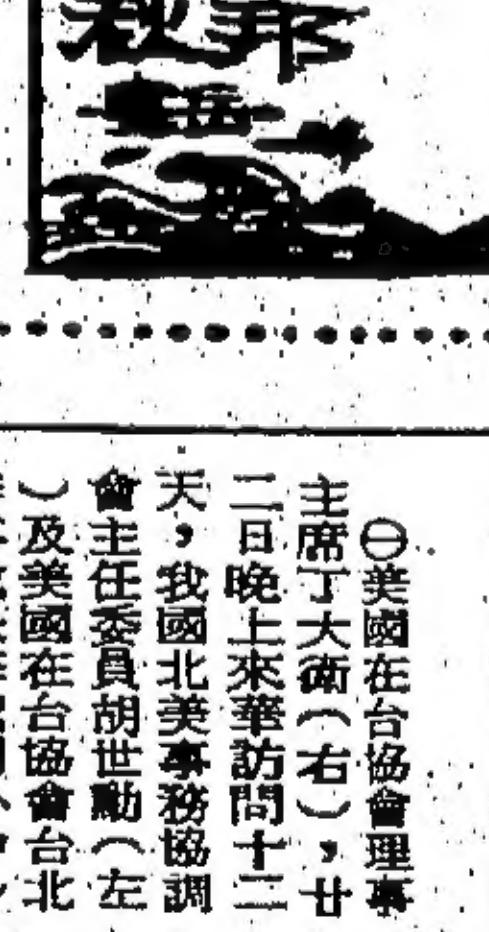 ㊀美國在台協會理事
主席丁大衛(右),廿
二日晚上來華訪問十二
天,我國北美事務協調
會主任委員胡世勳(左
)及美國在台協會台北